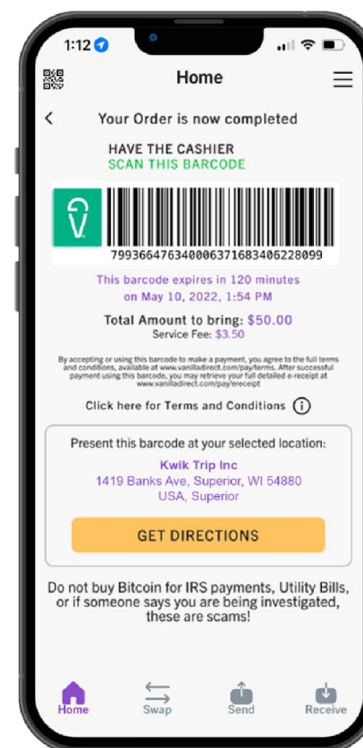 1:12
Home
Your Order is now completed
HAVE THE CASHIER
SCAN THIS BARCODE
799366476340006371683406228099
This barcode expires in 120 minutes
on May 10, 2022, 1:54 PM
Total Amount to bring: $50.00
Service Fee: $3.50
By accepting or using this barcode to make a payment, you agree to the full terms
and conditions, available at www.vanilladirect.com/pay/terms. After successful
payment using this barcode, you may retrieve your full detailed e-receipt at
www.vanilladirect.com/pay/ereceipt
Click here for Terms and Conditions
Present this barcode at your selected location:
Kwik Trip Inc
1419 Banks Ave, Superior, WI 54880
USA, Superior
GET DIRECTIONS
Do not buy Bitcoin for IRS payments, Utility Bills,
or if someone says you are being investigated,
these are scams!
Home Swap Send Receive